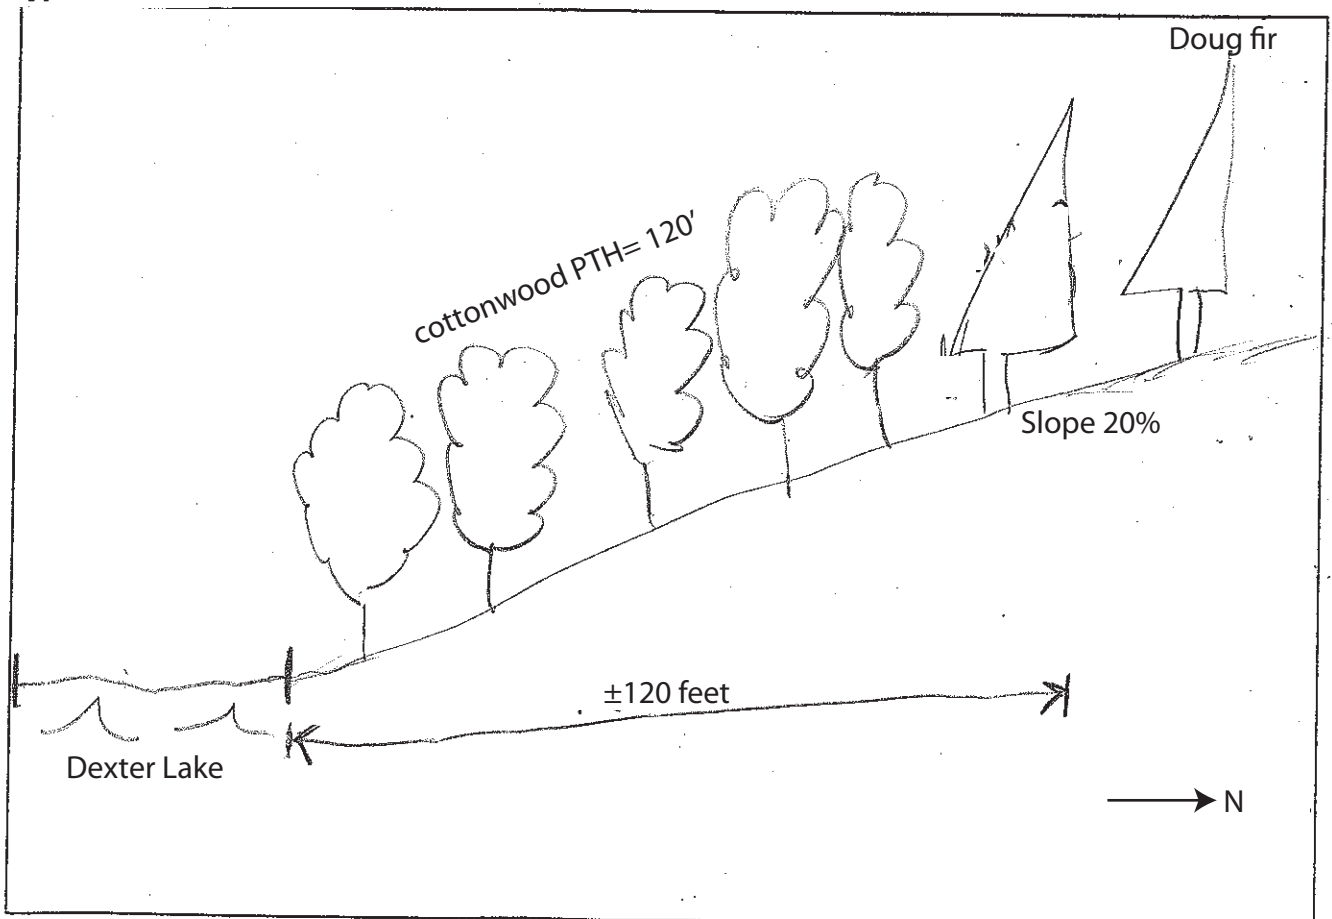 Doug fir
cottonwood PTH= 120'
Slope 20%
±120 feet
Dexter Lake
N